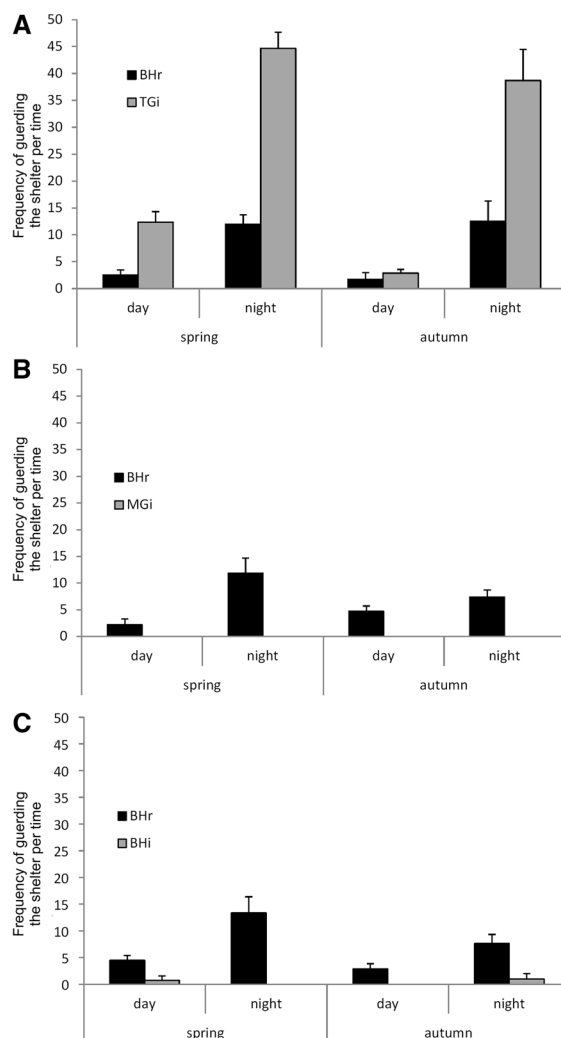 A
50
45
40
35
30
25
20
15
10
5
0
Frequency of guerding
the shelter per time
BHr
TGi
day night day night
spring autumn
B
50
45
40
35
30
25
20
15
10
5
0
Frequency of guerding
the shelter per time
BHr
MGi
day night day night
spring autumn
C
50
45
40
35
30
25
20
15
10
5
0
Frequency of guerding
the shelter per time
BHr
BHi
day night day night
spring autumn